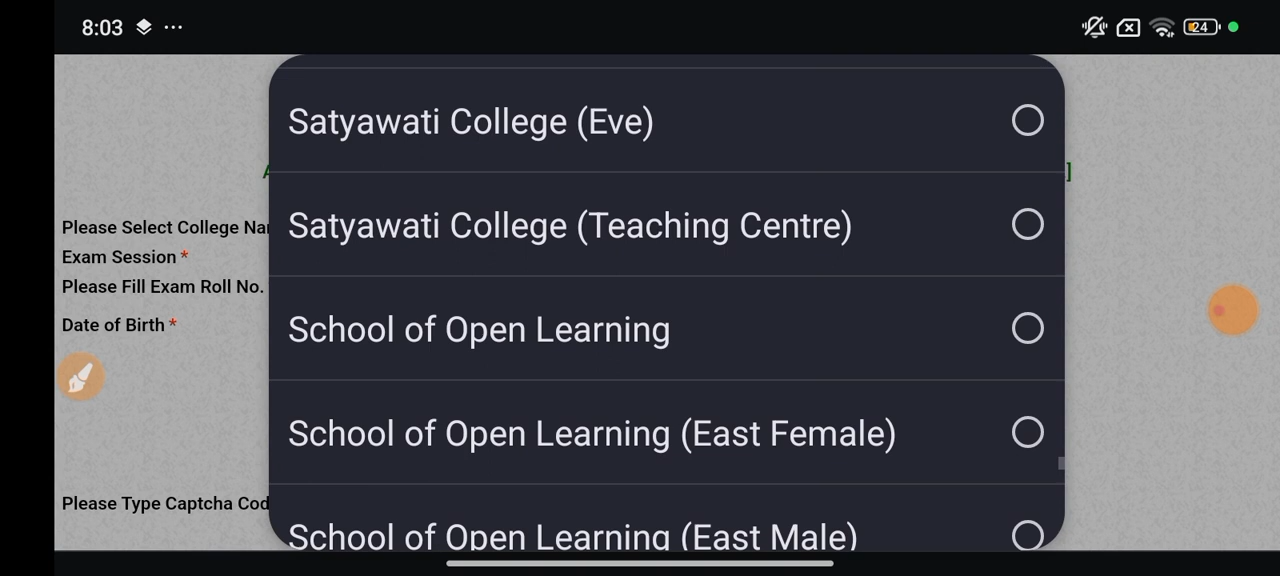 8:03
24
Satyawati College (Eve)
]
Satyawati College (Teaching Centre)
Please Select College Nar
Exam Session *
Please Fill Exam Roll No.
School of Open Learning
Date of Birth *
School of Open Learning (East Female)
Please Type Captcha Cod
School of Open Learning (East Male)